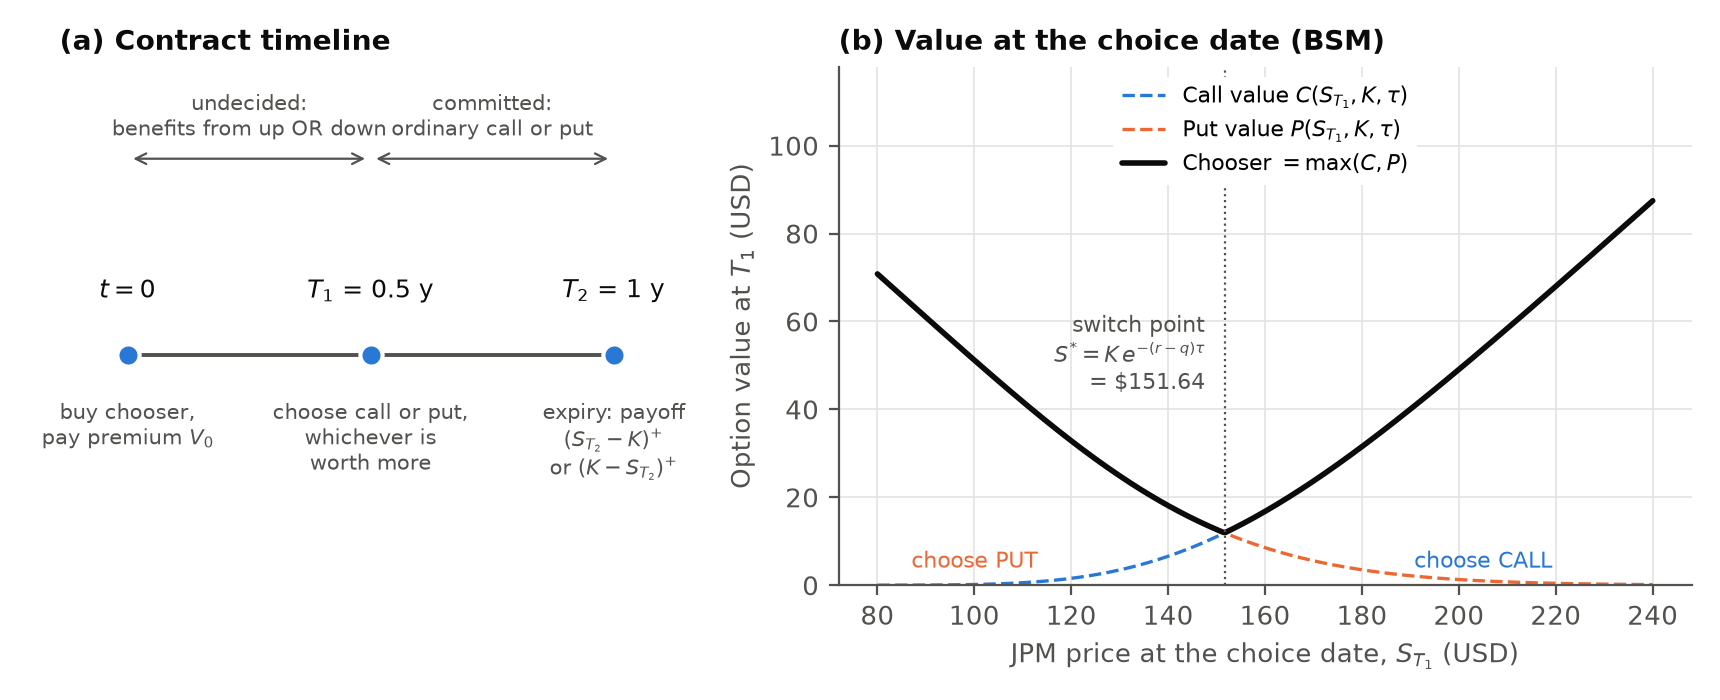 (a) Contract timeline
undecided:
benefits from up OR down
committed:
ordinary call or put
t = 0
T₁ = 0.5 y
T₂ = 1 y
buy chooser,
pay premium V₀
choose call or put,
whichever is
worth more
expiry: payoff
(S_{T₂} − K)⁺
or (K − S_{T₂})⁺
(b) Value at the choice date (BSM)
Call value C(S_{T₁}, K, τ)
Put value P(S_{T₁}, K, τ)
Chooser = max(C, P)
Option value at T₁ (USD)
100
80
60
40
20
0
switch point
S* = K e^{−(r−q)τ}
= $151.64
choose PUT
choose CALL
80 100 120 140 160 180 200 220 240
JPM price at the choice date, S_{T₁} (USD)